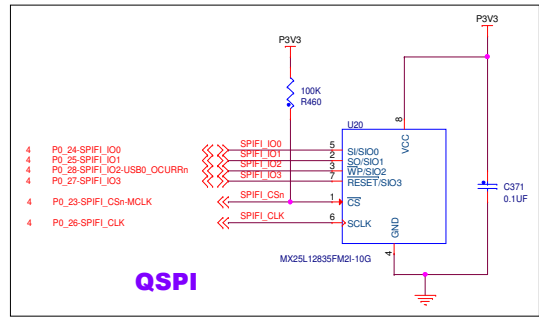 P3V3
P3V3
100K
R460
U20
8
VCC
4 P0_24-SPIFI_IO0 SPIFI_IO0 5 SI/SIO0
4 P0_25-SPIFI_IO1 SPIFI_IO1 2 SO/SIO1
4 P0_28-SPIFI_IO2-USB0_OCURRn SPIFI_IO2 3 WP/SIO2
4 P0_27-SPIFI_IO3 SPIFI_IO3 7 RESET/SIO3
4 P0_23-SPIFI_CSn-MCLK SPIFI_CSn 1 CS
4 P0_26-SPIFI_CLK SPIFI_CLK 6 SCLK
C371
0.1UF
GND
4
MX25L12835FM2I-10G
QSPI